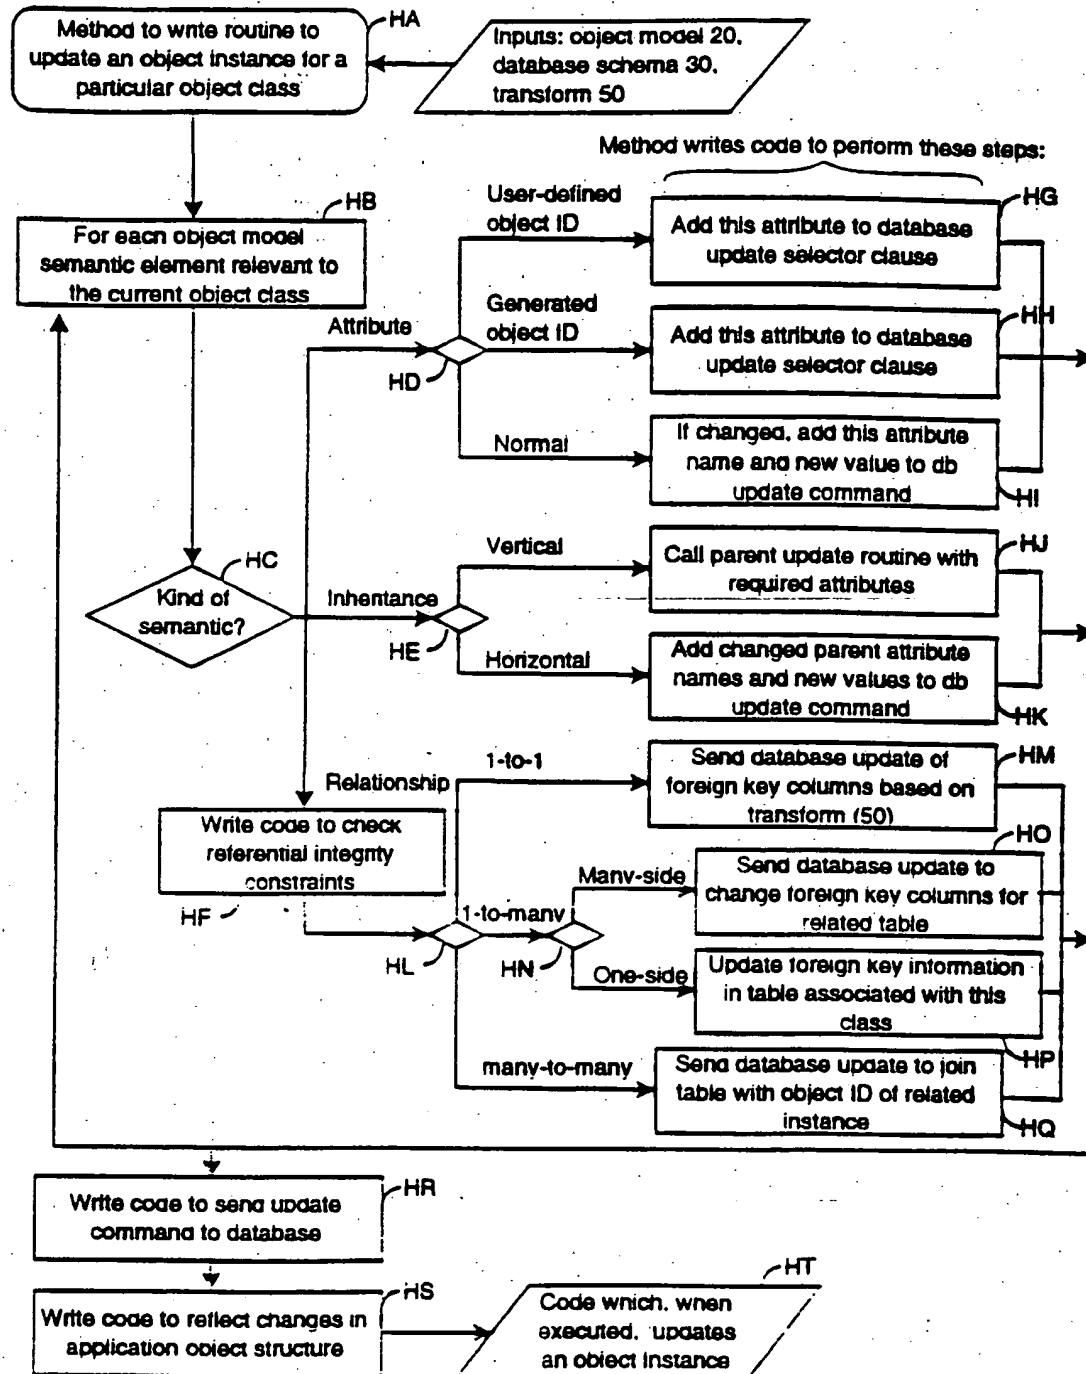 HA
Method to write routine to
update an object instance for a
particular object class
Inputs: object model 20,
database schema 30,
transform 50
Method writes code to perform these steps:
HB
For each object model
semantic element relevant to
the current object class
User-defined
object ID
HG
Add this attribute to database
update selector clause
Attribute
HD
Generated
object ID
HH
Add this attribute to database
update selector clause
Normal
If changed, add this attribute
name and new value to db
update command
HI
HC
Kind of
semantic?
Inheritance
HE
Vertical
HJ
Call parent update routine with
required attributes
Horizontal
Add changed parent attribute
names and new values to db
update command
HK
Relationship
Write code to check
referential integrity
constraints
HF
HL
1-to-1
HM
Send database update of
foreign key columns based on
transform (50)
1-to-many
HN
Many-side
HO
Send database update to
change foreign key columns for
related table
One-side
Update foreign key information
in table associated with this
class
HP
many-to-many
Send database update to join
table with object ID of related
instance
HQ
HR
Write code to send update
command to database
HS
Write code to reflect changes in
application object structure
HT
Code which, when
executed, updates
an object instance